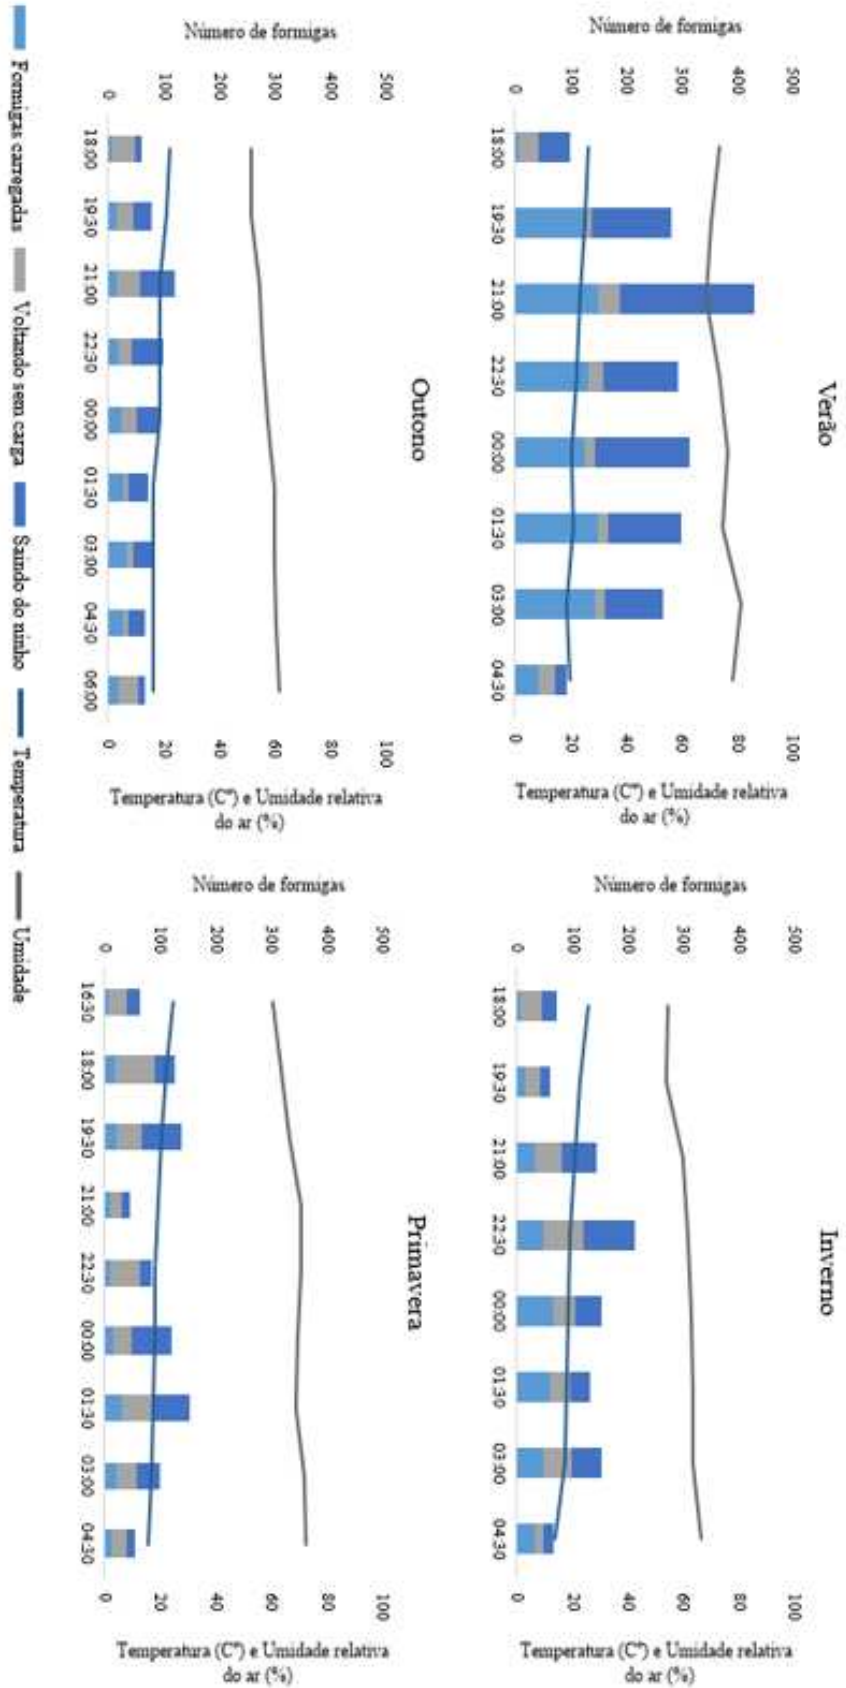 Verão
Número de formigas
500
400
300
200
100
0
100
80
60
40
20
0
Temperatura (Cº) e Umidade relativa
do ar (%)
18:00 19:30 21:00 22:30 00:00 01:30 03:00 04:30
Inverno
Número de formigas
500
400
300
200
100
0
100
80
60
40
20
0
Temperatura (Cº) e Umidade relativa
do ar (%)
18:00 19:30 21:00 22:30 00:00 01:30 03:00 04:30
Outono
Número de formigas
500
400
300
200
100
0
100
80
60
40
20
0
Temperatura (Cº) e Umidade relativa
do ar (%)
18:00 19:30 21:00 22:30 00:00 01:30 03:00 04:30 06:00
Primavera
Número de formigas
500
400
300
200
100
0
100
80
60
40
20
0
Temperatura (Cº) e Umidade relativa
do ar (%)
16:30 18:00 19:30 21:00 22:30 00:00 01:30 03:00 04:30
Formigas carregadas Voltando sem carga Saindo do ninho Temperatura Umidade